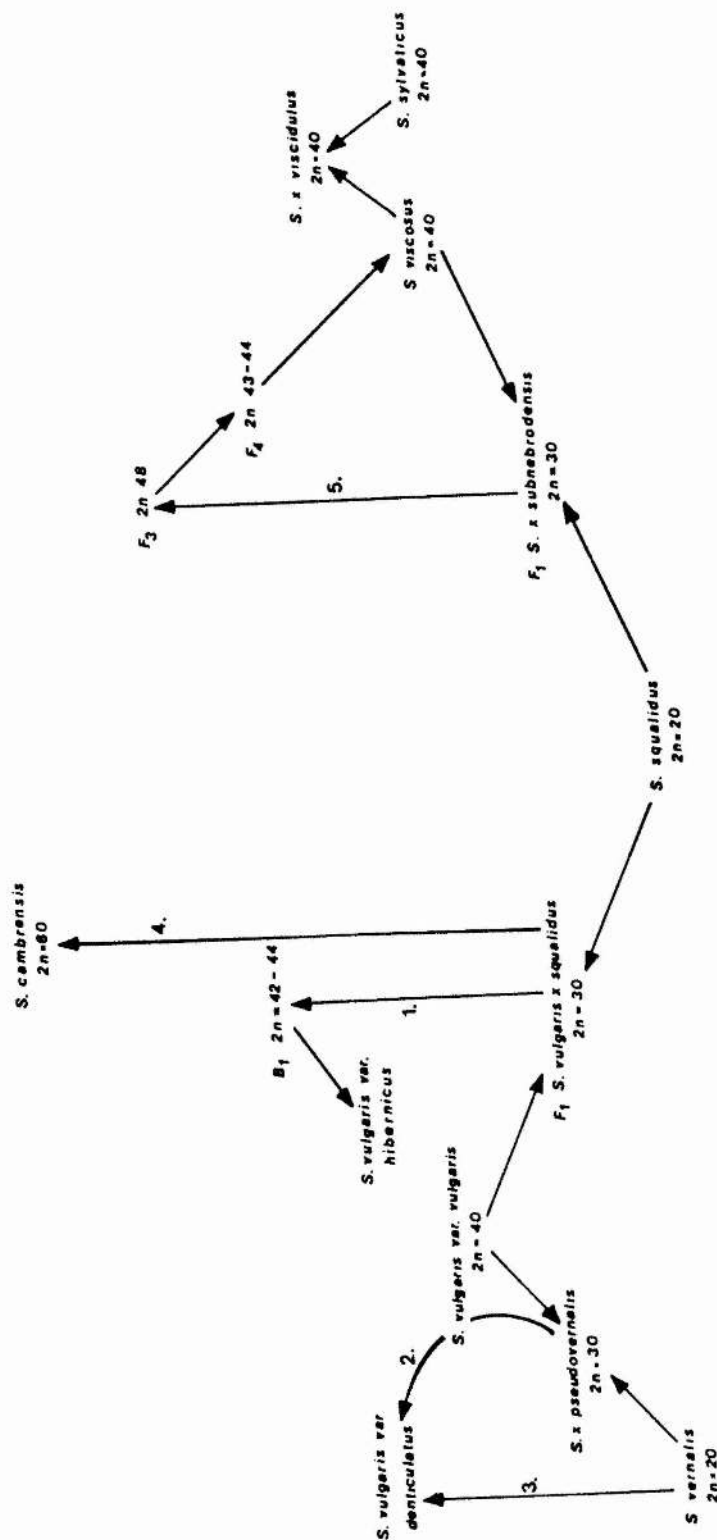 S. cambrensis
2n=60
4.
B1 2n = 42 - 44
1.
S. vulgaris var.
hibernicus
F1 S. vulgaris x squalidus
2n = 30
S. vulgaris var. vulgaris
2n = 40
2.
S. vulgaris var
denticulatus
3.
S. x pseudovernalis
2n = 30
S vernalis
2n=20
S. squalidus
2n=20
F3 2n 48
F4 2n 43-44
5.
F1 S. x subnebrodensis
2n = 30
S viscosus
2n = 40
S. x viscidulus
2n = 40
S. sylvaticus
2n=40